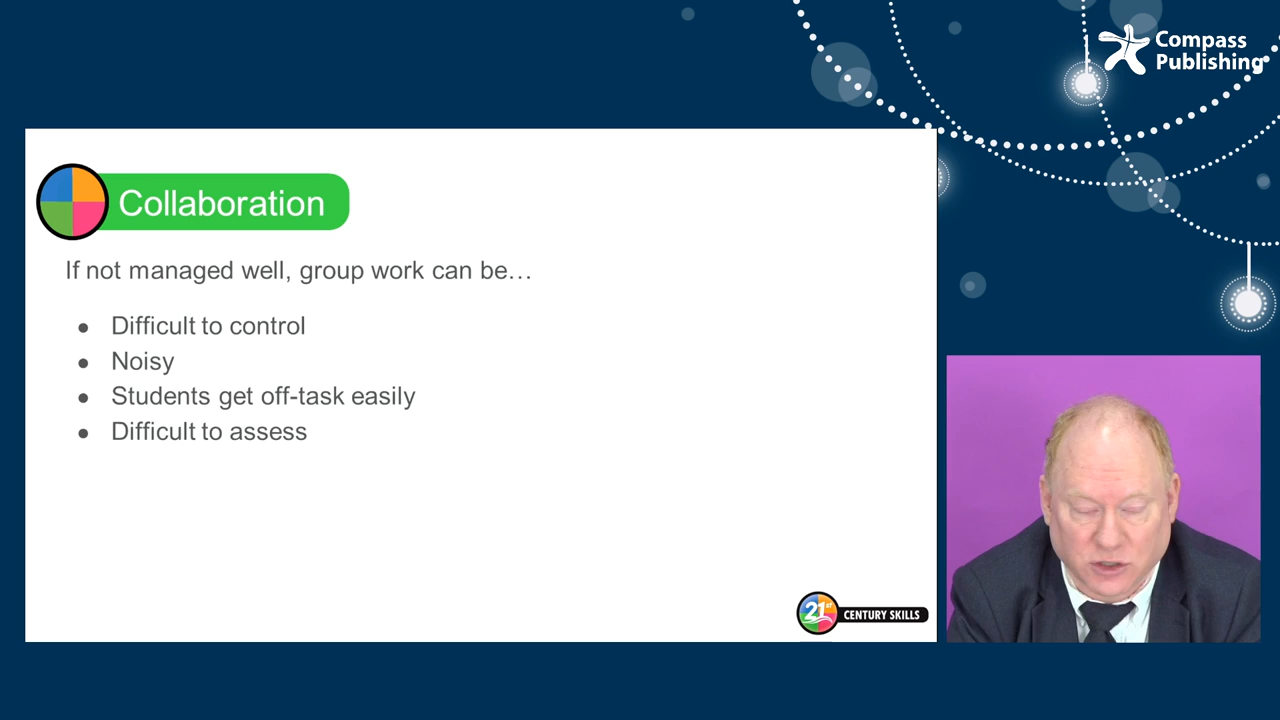 Compass
Publishing
Collaboration
If not managed well, group work can be…
● Difficult to control
● Noisy
● Students get off-task easily
● Difficult to assess
21st
CENTURY SKILLS